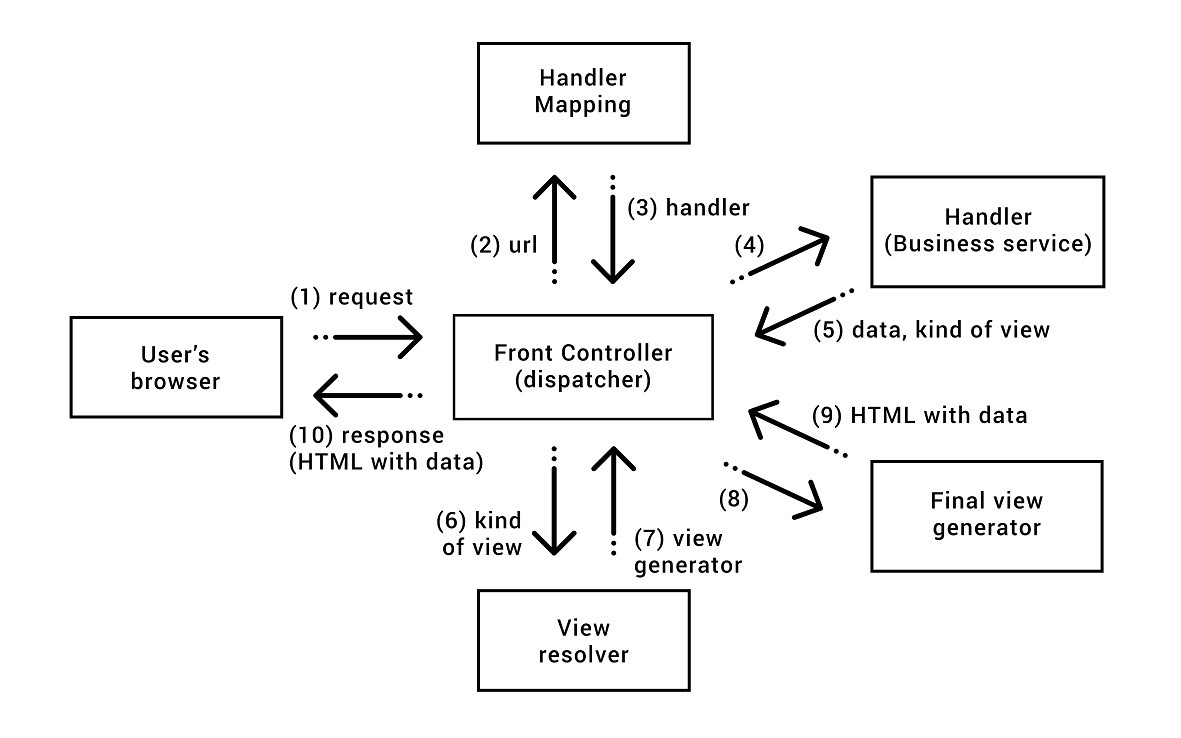 Handler
Mapping
(3) handler
(2) url
Handler
(Business service)
(4)
(5) data, kind of view
(1) request
User's
browser
Front Controller
(dispatcher)
(10) response
(HTML with data)
(9) HTML with data
(8)
Final view
generator
(6) kind
of view
(7) view
generator
View
resolver